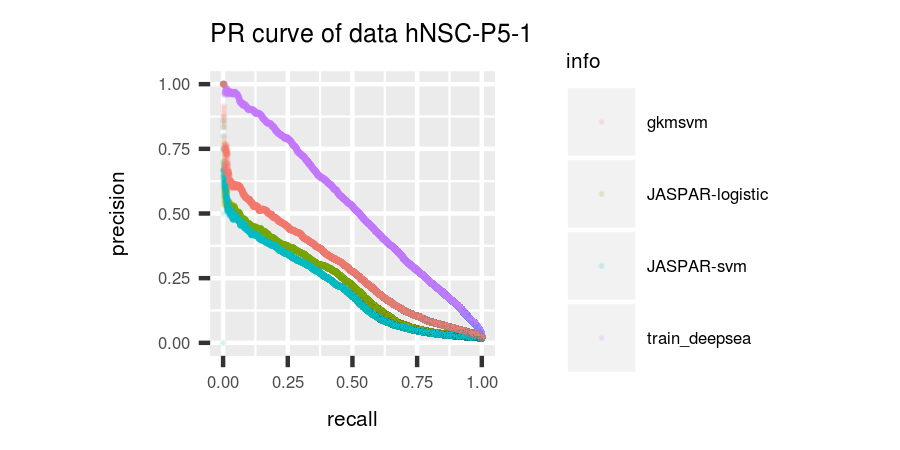 PR curve of data hNSC-P5-1
precision
1.00
0.75
0.50
0.25
0.00
0.00 0.25 0.50 0.75 1.00
recall
info
gkmsvm
JASPAR-logistic
JASPAR-svm
train_deepsea